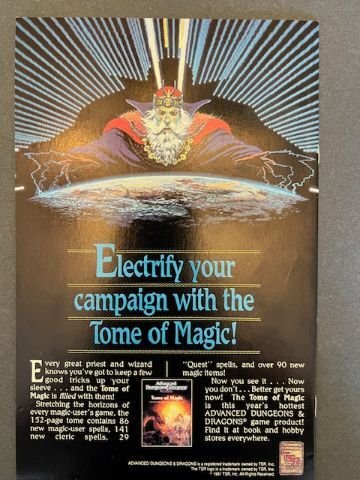 Electrify your
campaign with the
Tome of Magic!
Every great priest and wizard
knows you've got to keep a few
good tricks up your
sleeve . . . and the Tome of
Magic is filled with them!
Stretching the horizons of
every magic-user's game, the
152-page tome contains 86
new magic-user spells, 141
new cleric spells, 29
"Quest" spells, and over 90 new
magic items!
Now you see it . . . Now
you don't . . . Better get yours
now! The Tome of Magic
is this year's hottest
ADVANCED DUNGEONS &
DRAGONS® game product!
Find it at book and hobby
stores everywhere.
Advanced
Dungeons & Dragons
Tome of Magic
ADVANCED DUNGEONS & DRAGONS is a registered trademark owned by TSR, Inc.
The TSR logo is a trademark owned by TSR, Inc.
©1991 TSR, Inc. All Rights Reserved.